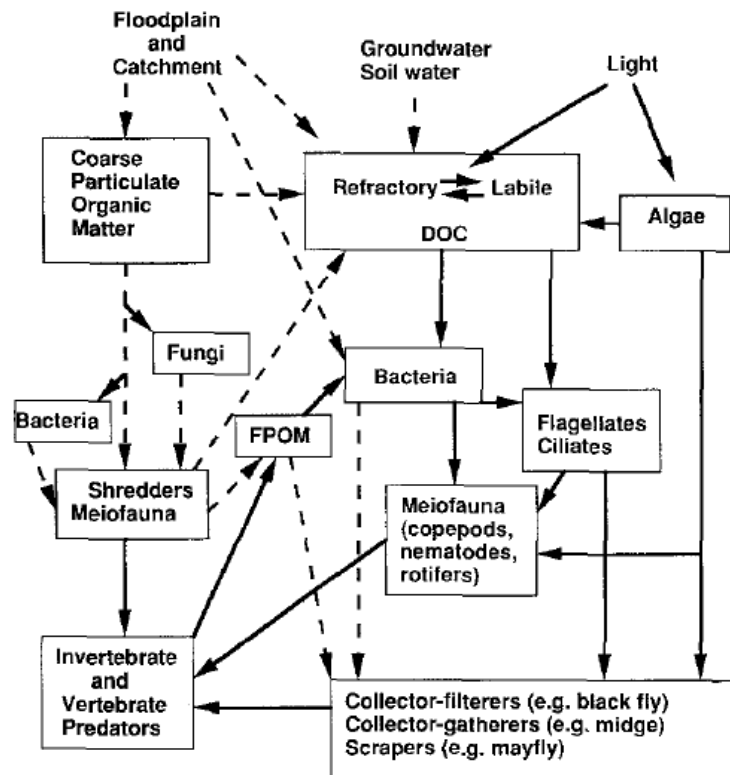 Floodplain
and
Catchment
Groundwater
Soil water
Light
Coarse
Particulate
Organic
Matter
Refractory
Labile
DOC
Algae
Fungi
Bacteria
Bacteria
FPOM
Flagellates
Ciliates
Shredders
Meiofauna
Meiofauna
(copepods,
nematodes,
rotifers)
Invertebrate
and
Vertebrate
Predators
Collector-filterers (e.g. black fly)
Collector-gatherers (e.g. midge)
Scrapers (e.g. mayfly)